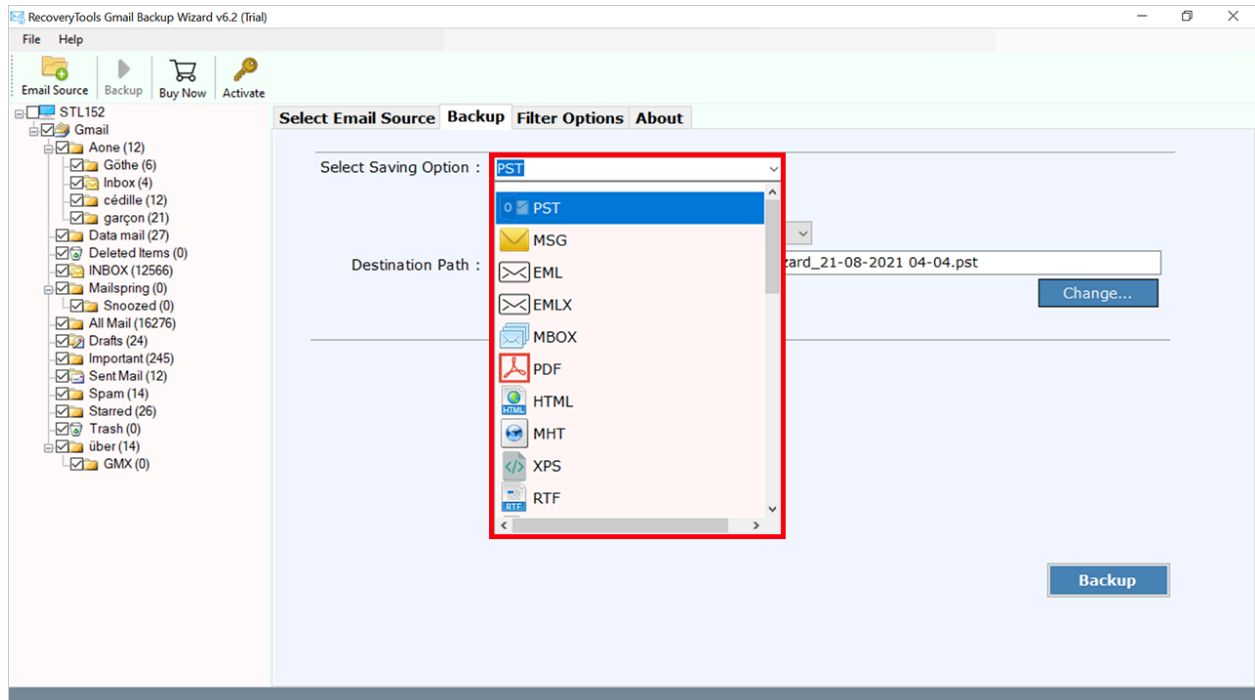 RecoveryTools Gmail Backup Wizard v6.2 (Trial)
File Help
Email Source Backup Buy Now Activate
STL152
Gmail
Aone (12)
Göthe (6)
Inbox (4)
cédille (12)
garçon (21)
Data mail (27)
Deleted Items (0)
INBOX (12566)
Mailspring (0)
Snoozed (0)
All Mail (16276)
Drafts (24)
Important (245)
Sent Mail (12)
Spam (14)
Starred (26)
Trash (0)
über (14)
GMX (0)
Select Email Source Backup Filter Options About
Select Saving Option : PST
PST
MSG
EML
EMLX
MBOX
PDF
HTML
MHT
XPS
RTF
Destination Path : zard_21-08-2021 04-04.pst
Change...
Backup